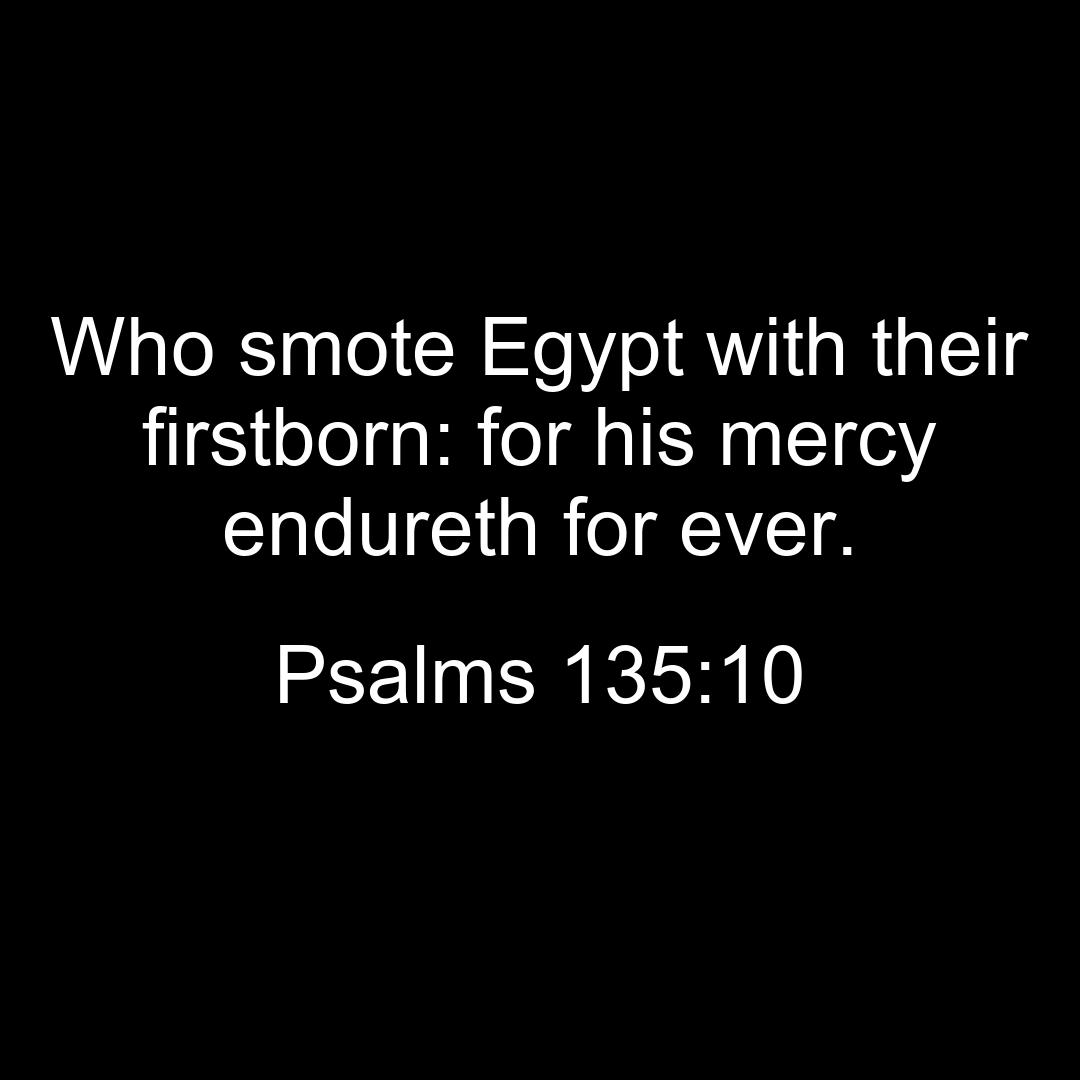 Who smote Egypt with their
firstborn: for his mercy
endureth for ever.
Psalms 135:10